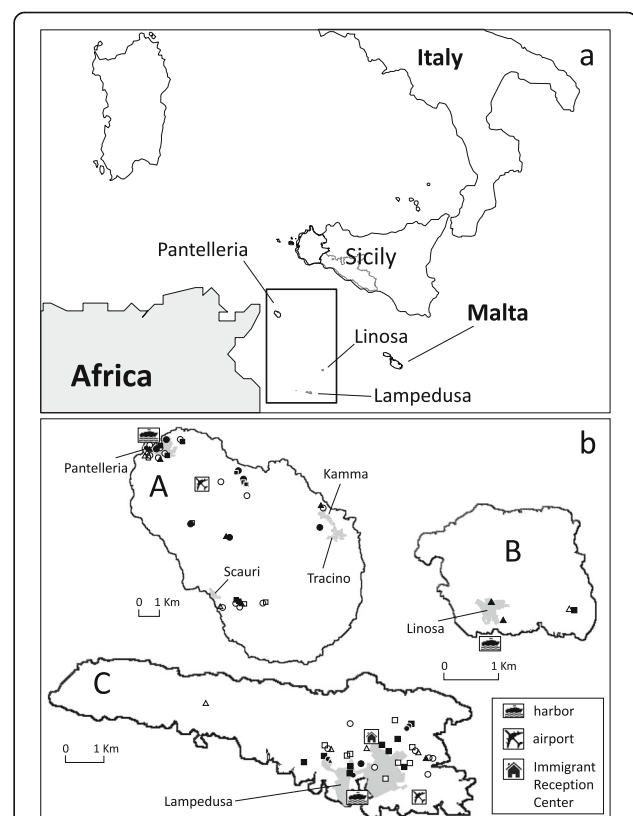 a
Italy
Pantelleria
Sicily
Malta
Linosa
Africa
Lampedusa
b
Pantelleria
A
Kamma
B
Scauri
Tracino
0 1 Km
Linosa
0 1 Km
C
harbor
0 1 Km
airport
Immigrant
Reception
Center
Lampedusa